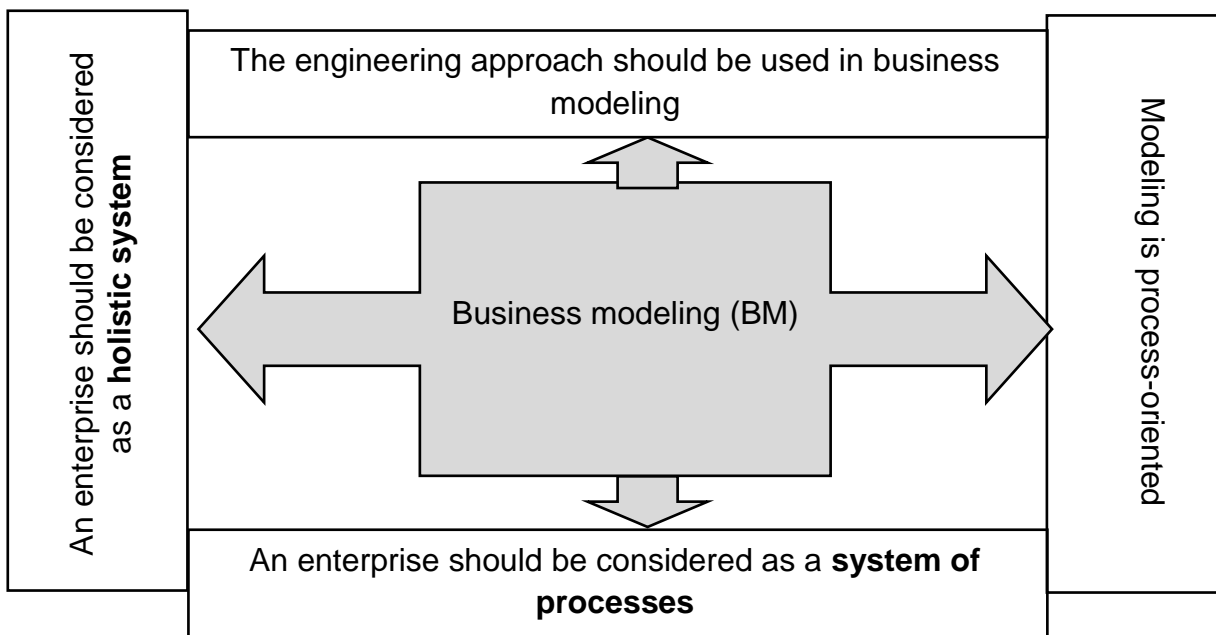 An enterprise should be considered
as a holistic system
The engineering approach should be used in business
modeling
Business modeling (BM)
An enterprise should be considered as a system of
processes
Modeling is process-oriented